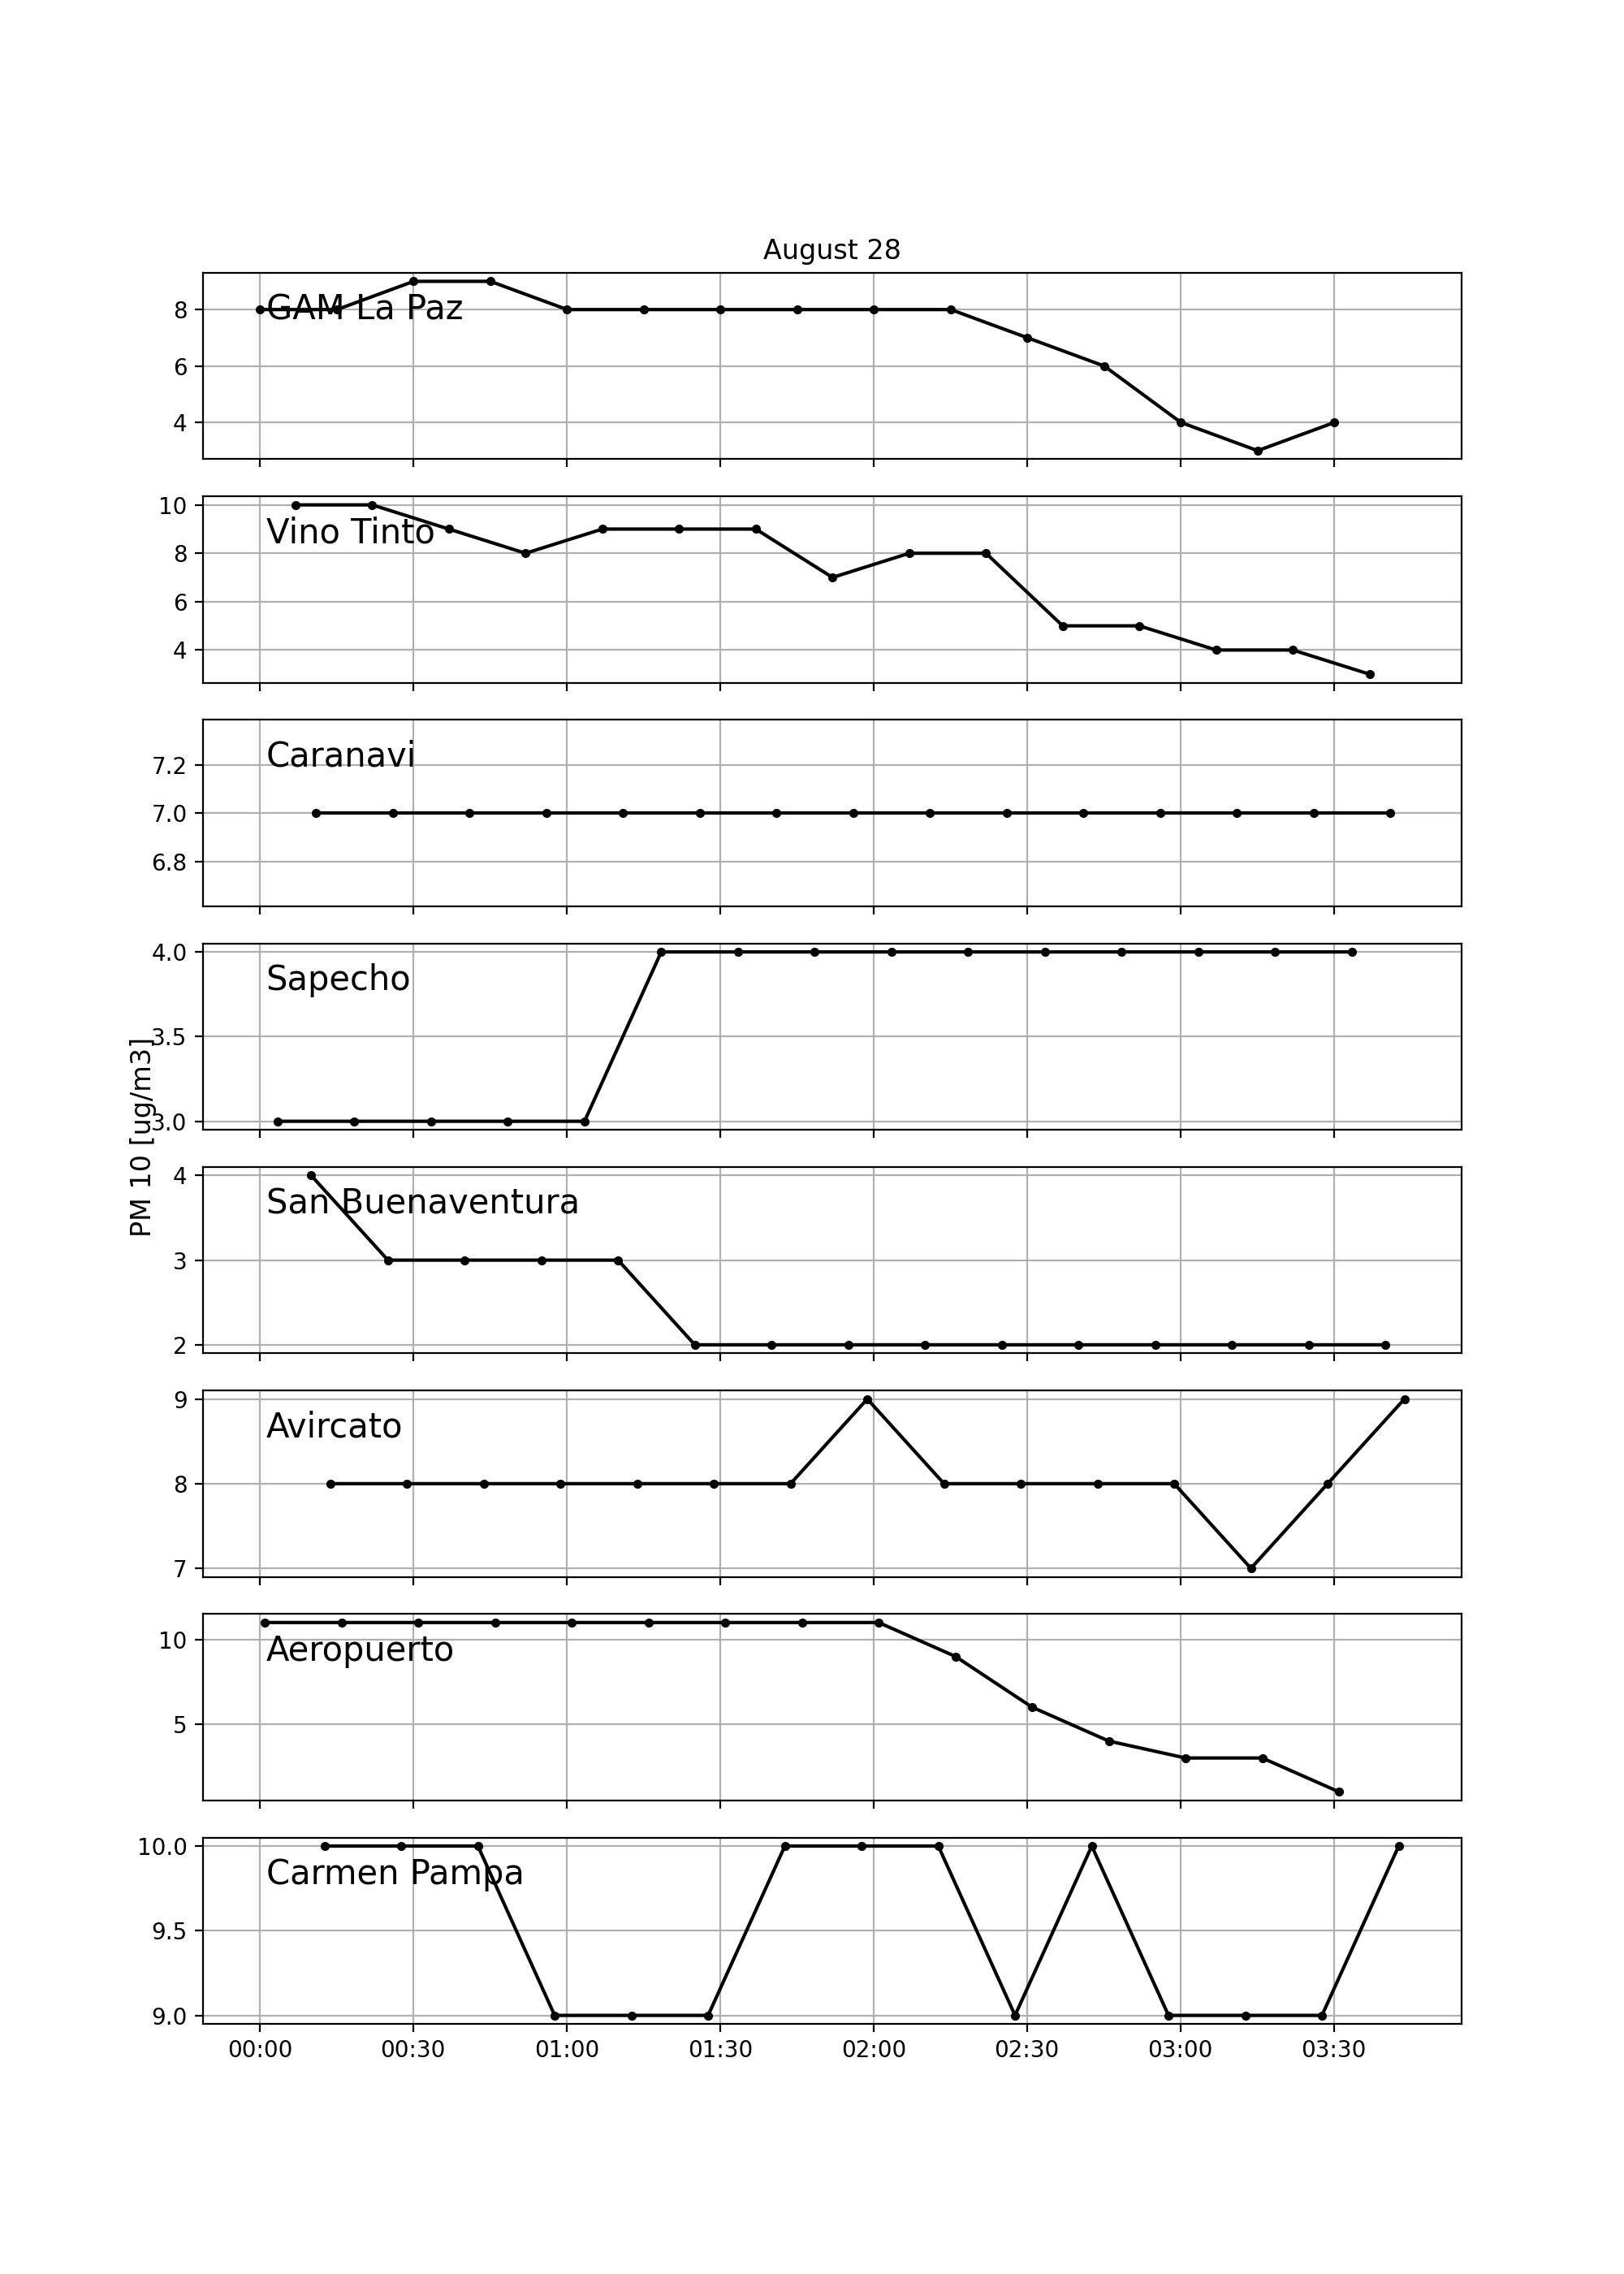 August 28
8
6
4
GAM La Paz
10
8
6
4
Vino Tinto
7.2
7.0
6.8
Caranavi
4.0
3.5
3.0
Sapecho
PM 10 [ug/m3]
4
3
2
San Buenaventura
9
8
7
Avircato
10
5
Aeropuerto
10.0
9.5
9.0
Carmen Pampa
00:00 00:30 01:00 01:30 02:00 02:30 03:00 03:30